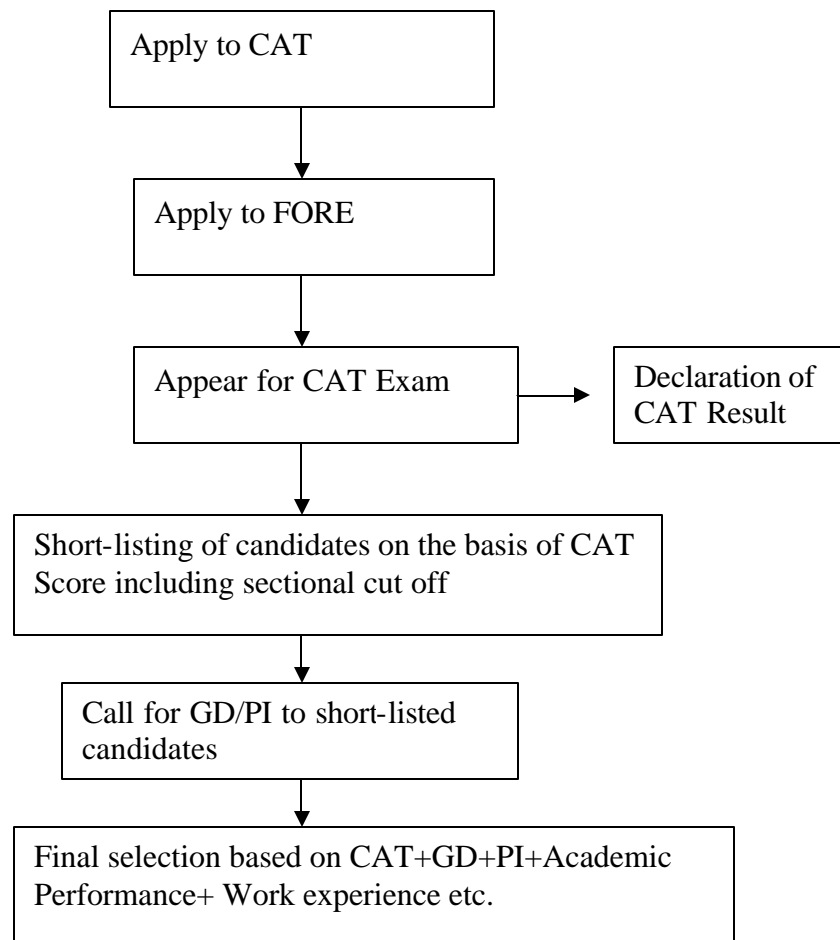 Apply to CAT
Apply to FORE
Appear for CAT Exam
Declaration of
CAT Result
Short-listing of candidates on the basis of CAT
Score including sectional cut off
Call for GD/PI to short-listed
candidates
Final selection based on CAT+GD+PI+Academic
Performance+ Work experience etc.